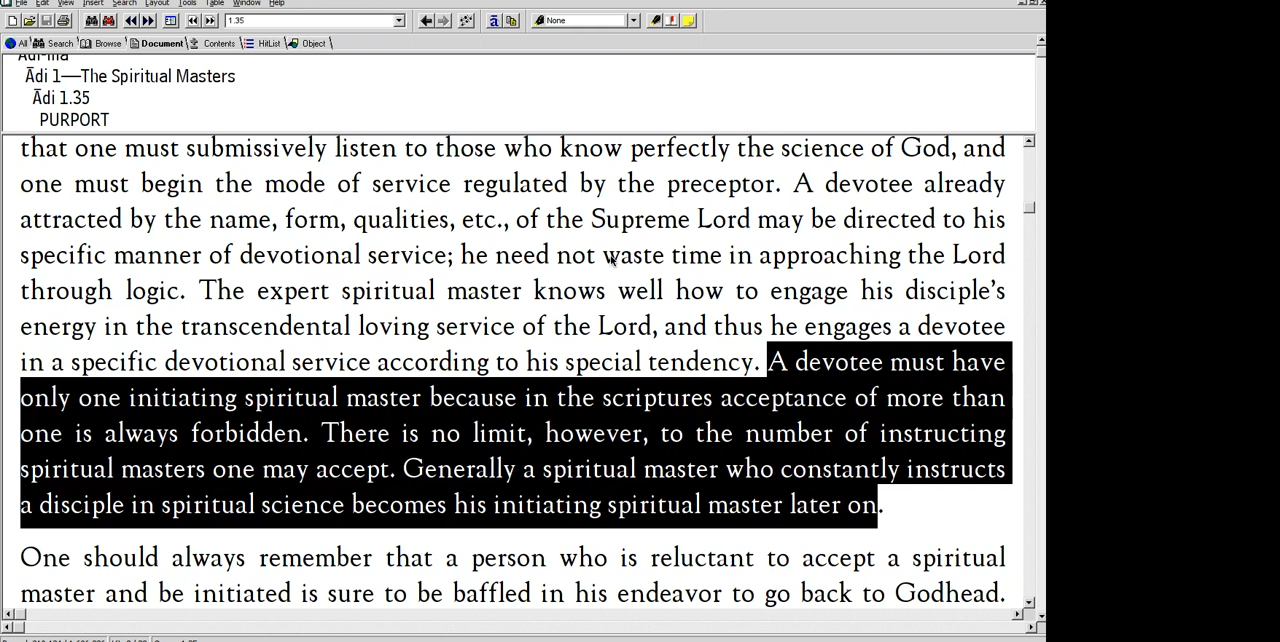 File Edit View Insert Search Layout Tools Table Window Help
1.35
None
All Search Browse Document Contents HitList Object
Ādi 1—The Spiritual Masters
Ādi 1.35
PURPORT
that one must submissively listen to those who know perfectly the science of God, and
one must begin the mode of service regulated by the preceptor. A devotee already
attracted by the name, form, qualities, etc., of the Supreme Lord may be directed to his
specific manner of devotional service; he need not waste time in approaching the Lord
through logic. The expert spiritual master knows well how to engage his disciple’s
energy in the transcendental loving service of the Lord, and thus he engages a devotee
in a specific devotional service according to his special tendency. A devotee must have
only one initiating spiritual master because in the scriptures acceptance of more than
one is always forbidden. There is no limit, however, to the number of instructing
spiritual masters one may accept. Generally a spiritual master who constantly instructs
a disciple in spiritual science becomes his initiating spiritual master later on.
One should always remember that a person who is reluctant to accept a spiritual
master and be initiated is sure to be baffled in his endeavor to go back to Godhead.